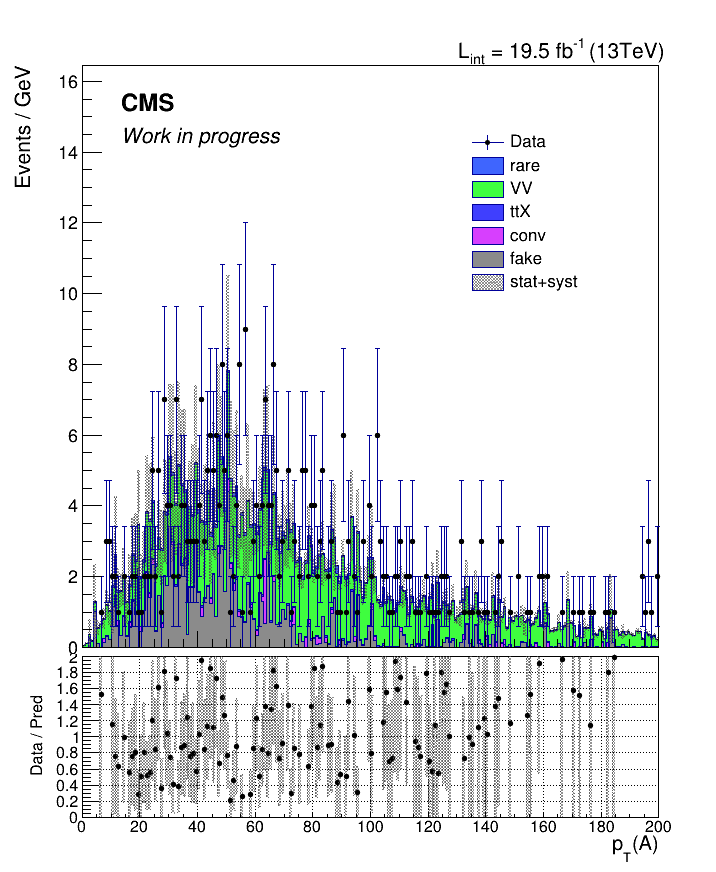 L_int = 19.5 fb^-1 (13TeV)
Events / GeV
16
14
12
10
8
6
4
2
0
CMS
Work in progress
Data
rare
VV
ttX
conv
fake
stat+syst
Data / Pred
2
1.8
1.6
1.4
1.2
1
0.8
0.6
0.4
0.2
0
0 20 40 60 80 100 120 140 160 180 200
p_T(A)